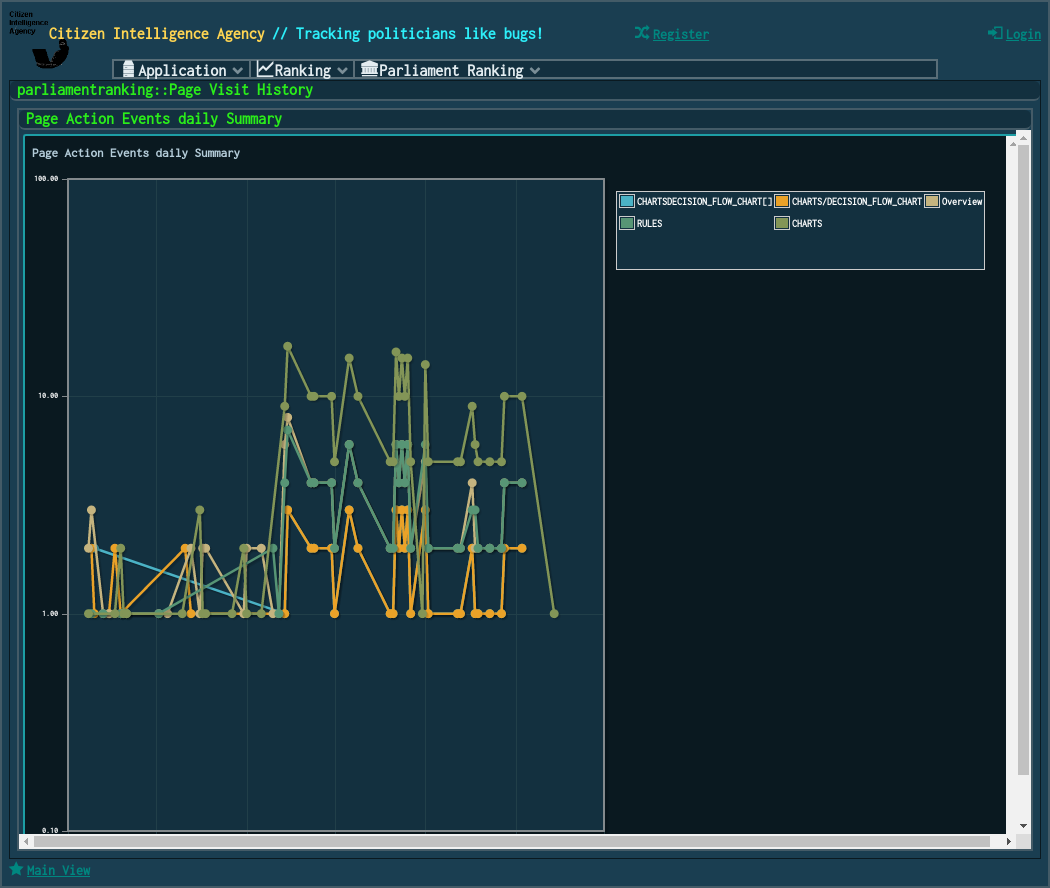 Citizen
Intelligence
Agency
Citizen Intelligence Agency // Tracking politicians like bugs!
Register
Login
Application
Ranking
Parliament Ranking
parliamentranking::Page Visit History
Page Action Events daily Summary
Page Action Events daily Summary
100.00
10.00
1.00
0.10
CHARTSDECISION_FLOW_CHART[]
CHARTS/DECISION_FLOW_CHART
Overview
RULES
CHARTS
Main View